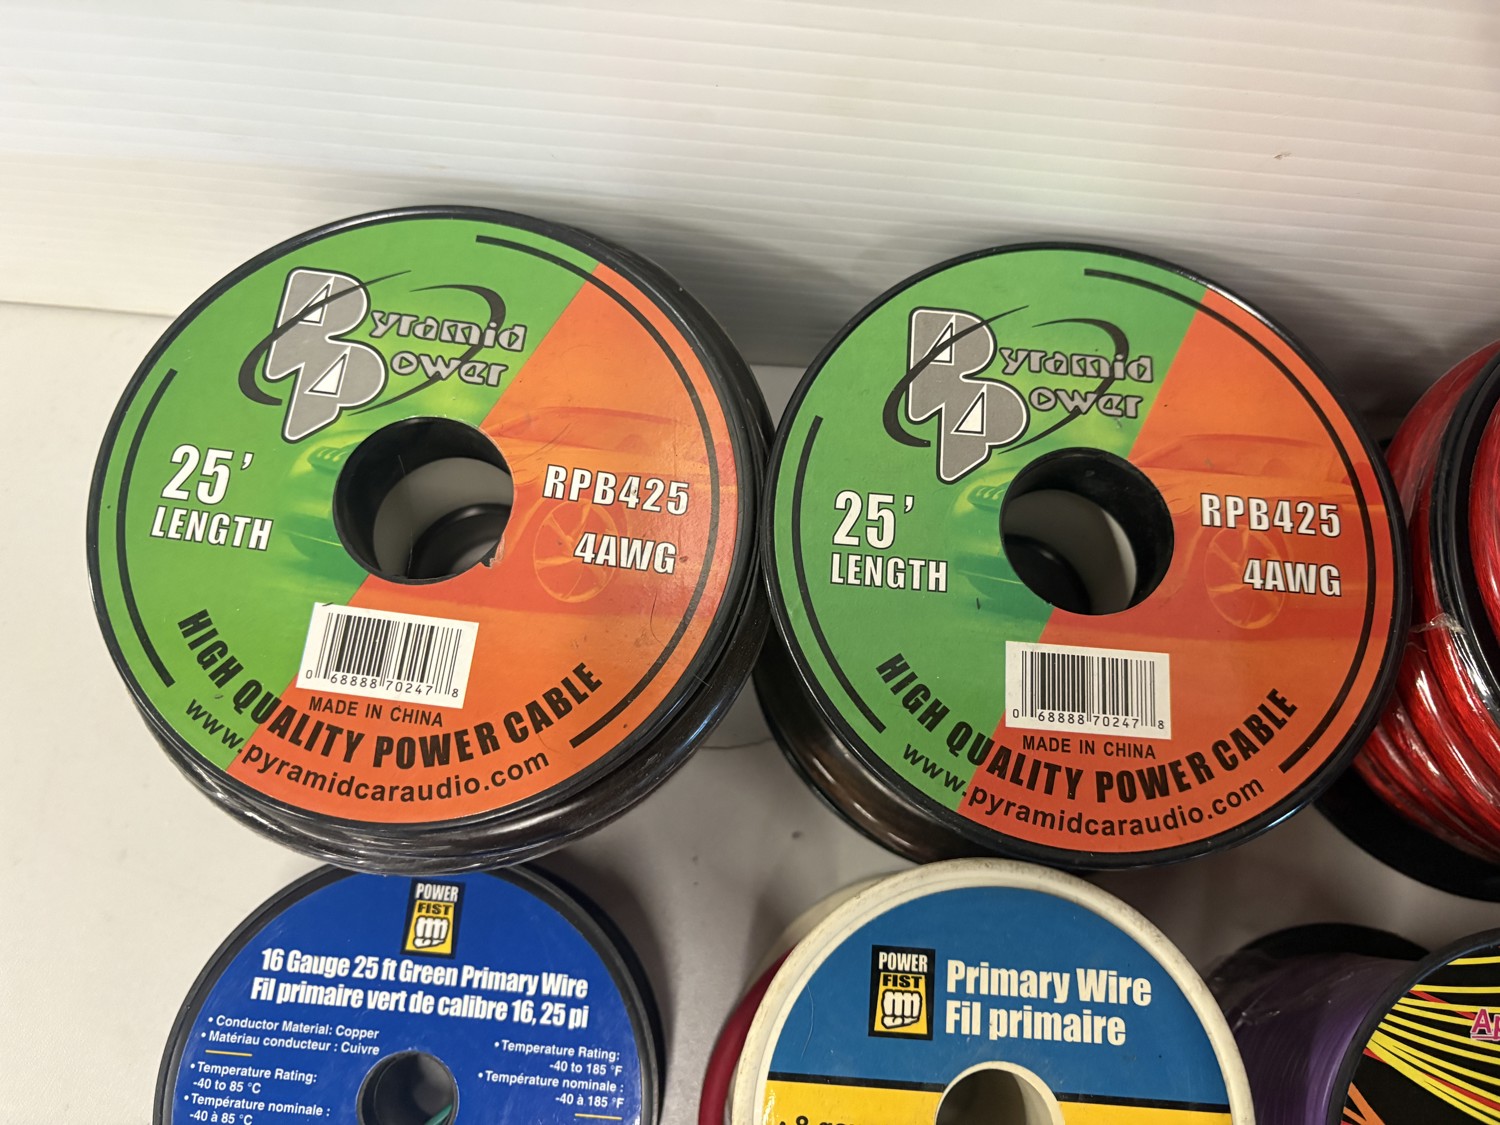 Pyramid
Power
25'
LENGTH
RPB425
4AWG
0 68888 70247 8
MADE IN CHINA
HIGH QUALITY POWER CABLE
www.pyramidcaraudio.com
Pyramid
Power
25'
LENGTH
RPB425
4AWG
0 68888 70247 8
MADE IN CHINA
HIGH QUALITY POWER CABLE
www.pyramidcaraudio.com
POWER
FIST
16 Gauge 25 ft Green Primary Wire
Fil primaire vert de calibre 16, 25 pi
• Conductor Material: Copper
• Matériau conducteur : Cuivre
• Temperature Rating:
-40 to 85 °C
• Température nominale :
-40 à 85 °C
• Temperature Rating:
-40 to 185 °F
• Température nominale :
-40 à 185 °F
POWER
FIST
Primary Wire
Fil primaire